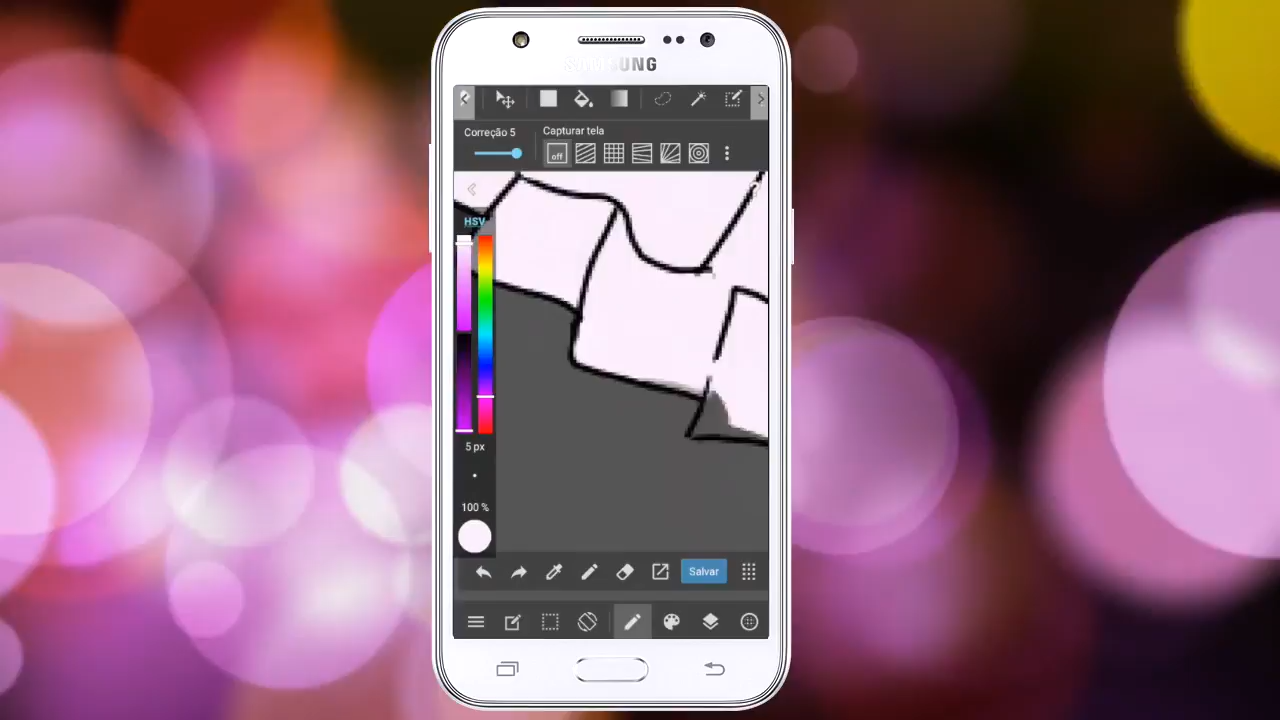 SAMSUNG
Correção 5
Capturar tela
off
HSV
5 px
100 %
Salvar